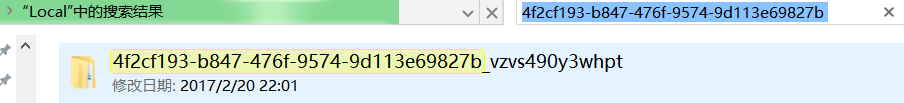 “Local”中的搜索结果
4f2cf193-b847-476f-9574-9d113e69827b
4f2cf193-b847-476f-9574-9d113e69827b_vzvs490y3whpt
修改日期: 2017/2/20 22:01